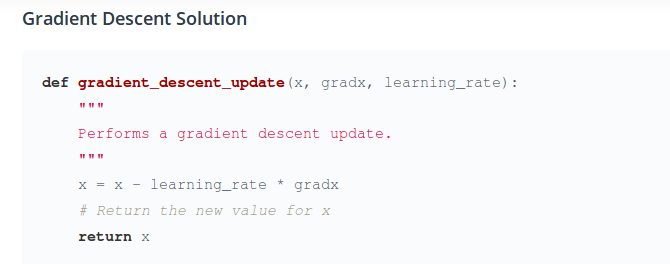 Gradient Descent Solution
def gradient_descent_update(x, gradx, learning_rate):
    """
    Performs a gradient descent update.
    """
    x = x - learning_rate * gradx
    # Return the new value for x
    return x